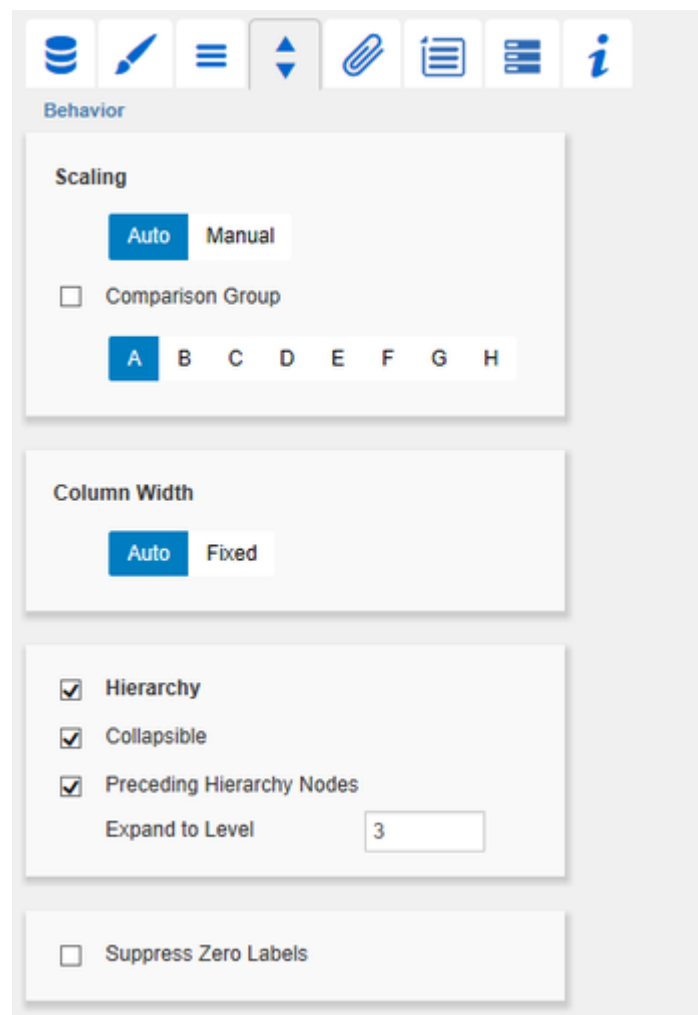 Behavior
Scaling
Auto Manual
Comparison Group
A B C D E F G H
Column Width
Auto Fixed
Hierarchy
Collapsible
Preceding Hierarchy Nodes
Expand to Level 3
Suppress Zero Labels